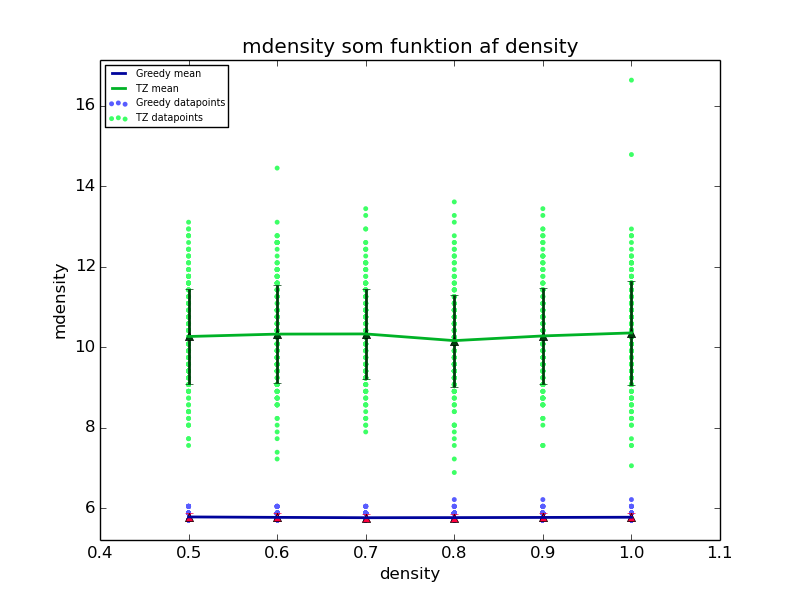 mdensity som funktion af density
Greedy mean
TZ mean
Greedy datapoints
TZ datapoints
16
14
12
10
8
6
mdensity
0.4 0.5 0.6 0.7 0.8 0.9 1.0 1.1
density